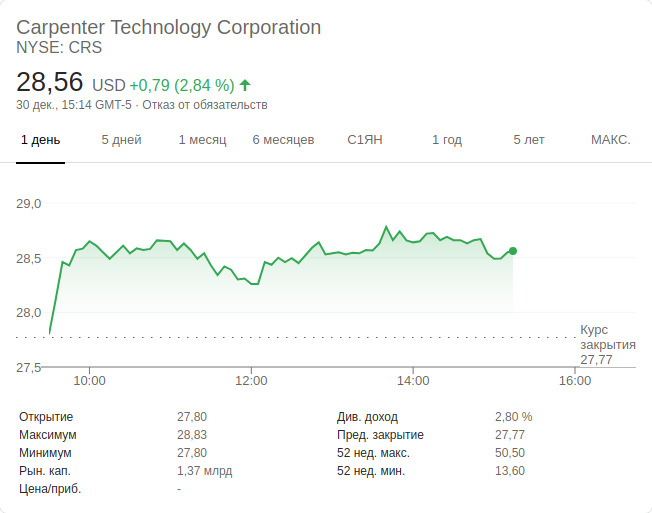 Carpenter Technology Corporation
NYSE: CRS
28,56 USD +0,79 (2,84 %)
30 дек., 15:14 GMT-5 · Отказ от обязательств
1 день 5 дней 1 месяц 6 месяцев С1ЯН 1 год 5 лет МАКС.
29,0
28,5
28,0
27,5
Курс
закрытия
27,77
10:00 12:00 14:00 16:00
Открытие 27,80 Див. доход 2,80 %
Максимум 28,83 Пред. закрытие 27,77
Минимум 27,80 52 нед. макс. 50,50
Рын. кап. 1,37 млрд 52 нед. мин. 13,60
Цена/приб. -